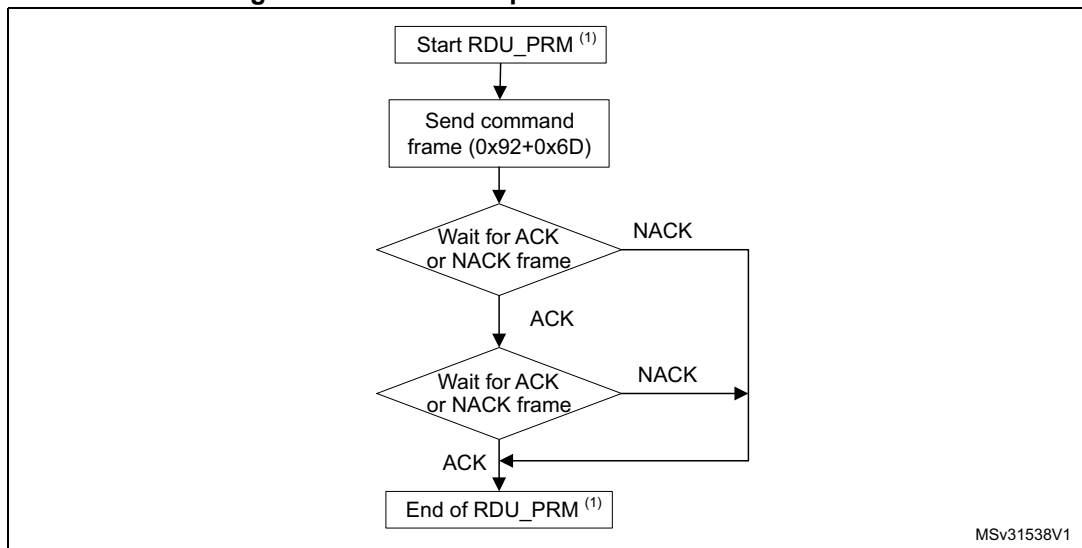 Start RDU_PRM (1)
Send command
frame (0x92+0x6D)
Wait for ACK
or NACK frame
NACK
ACK
Wait for ACK
or NACK frame
NACK
ACK
End of RDU_PRM (1)
MSv31538V1